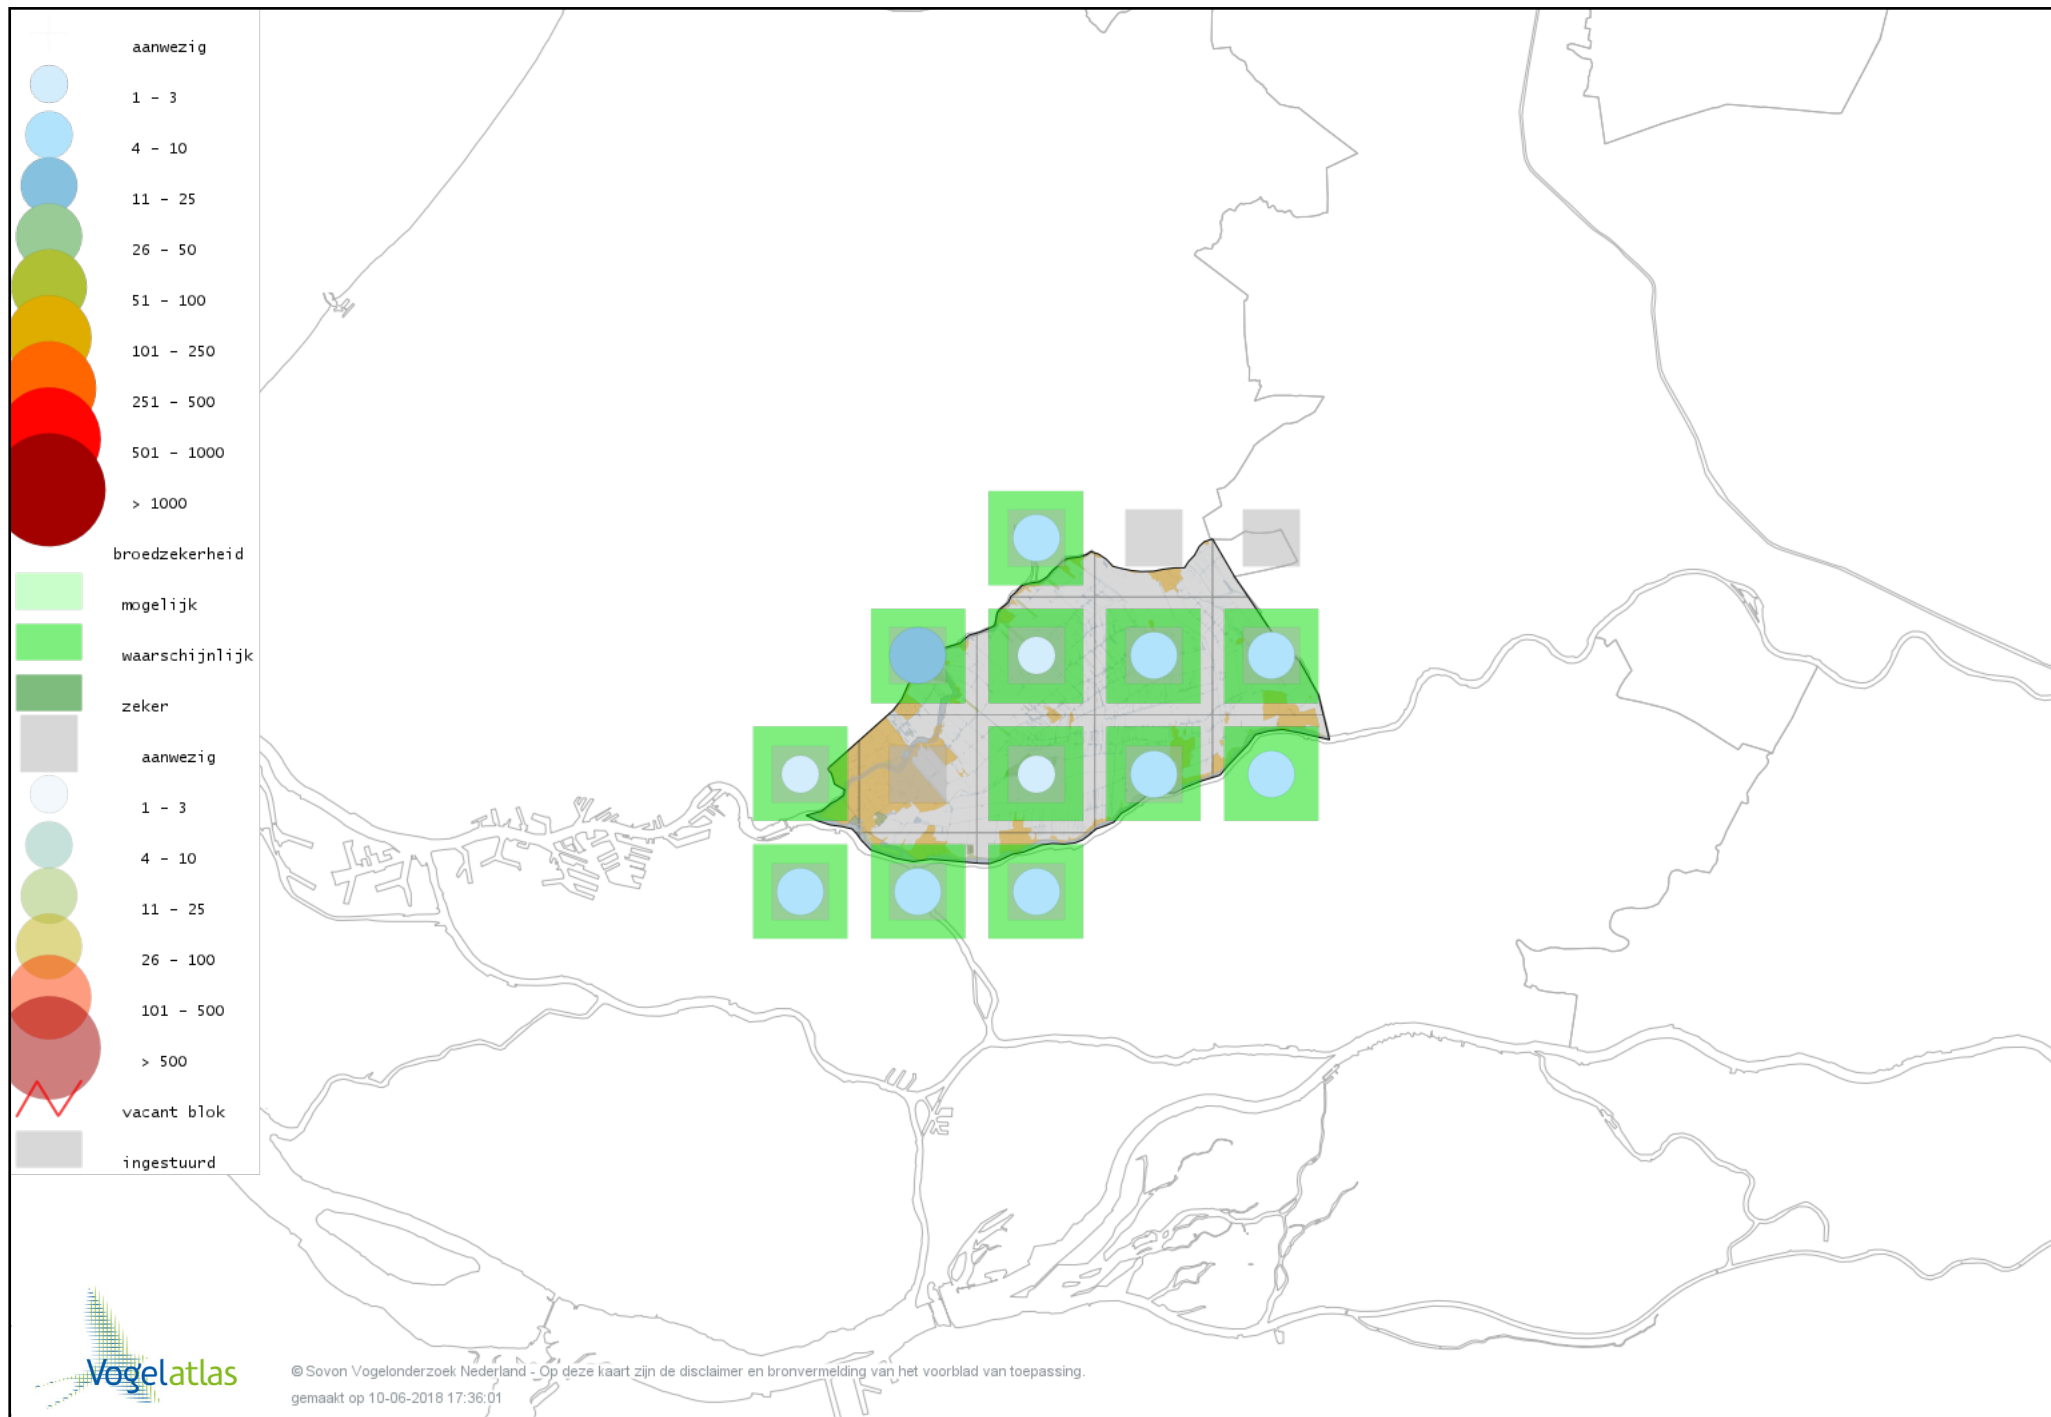 aanwezig
1 - 3
4 - 10
11 - 25
26 - 50
51 - 100
101 - 250
251 - 500
501 - 1000
> 1000
broedzekerheid
mogelijk
waarschijnlijk
zeker
aanwezig
1 - 3
4 - 10
11 - 25
26 - 100
101 - 500
> 500
vacant blok
ingestuurd
Vogelatlas
© Sovon Vogelonderzoek Nederland - Op deze kaart zijn de disclaimer en bronvermelding van het voorblad van toepassing.
gemaakt op 10-06-2018 17:36:01